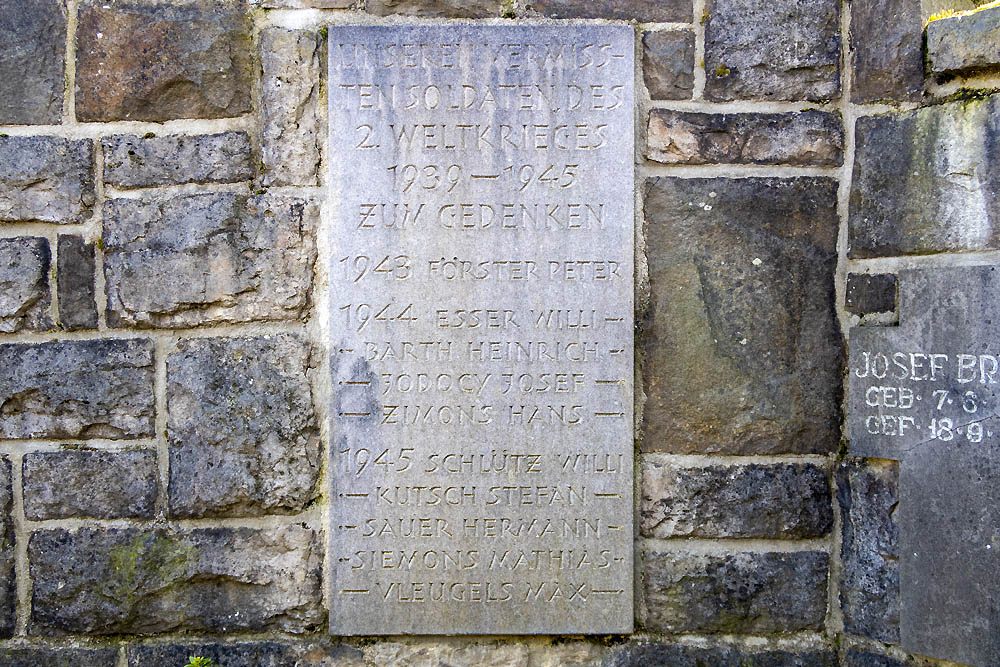 UNSEREN VERMISS-
TEN SOLDATEN DES
2. WELTKRIEGES
1939 — 1945
ZUM GEDENKEN
1943 FÖRSTER PETER
1944 ESSER WILLI —
- BARTH HEINRICH -
— JODOCY JOSEF —
— ZIMONS HANS —
1945 SCHLÜTZ WILLI
— KUTSCH STEFAN —
- SAUER HERMANN -
- SIEMONS MATHIAS -
— VLEUGELS MAX —
JOSEF BR
GEB · 7 · 8 ·
GEF · 18 · 9 ·